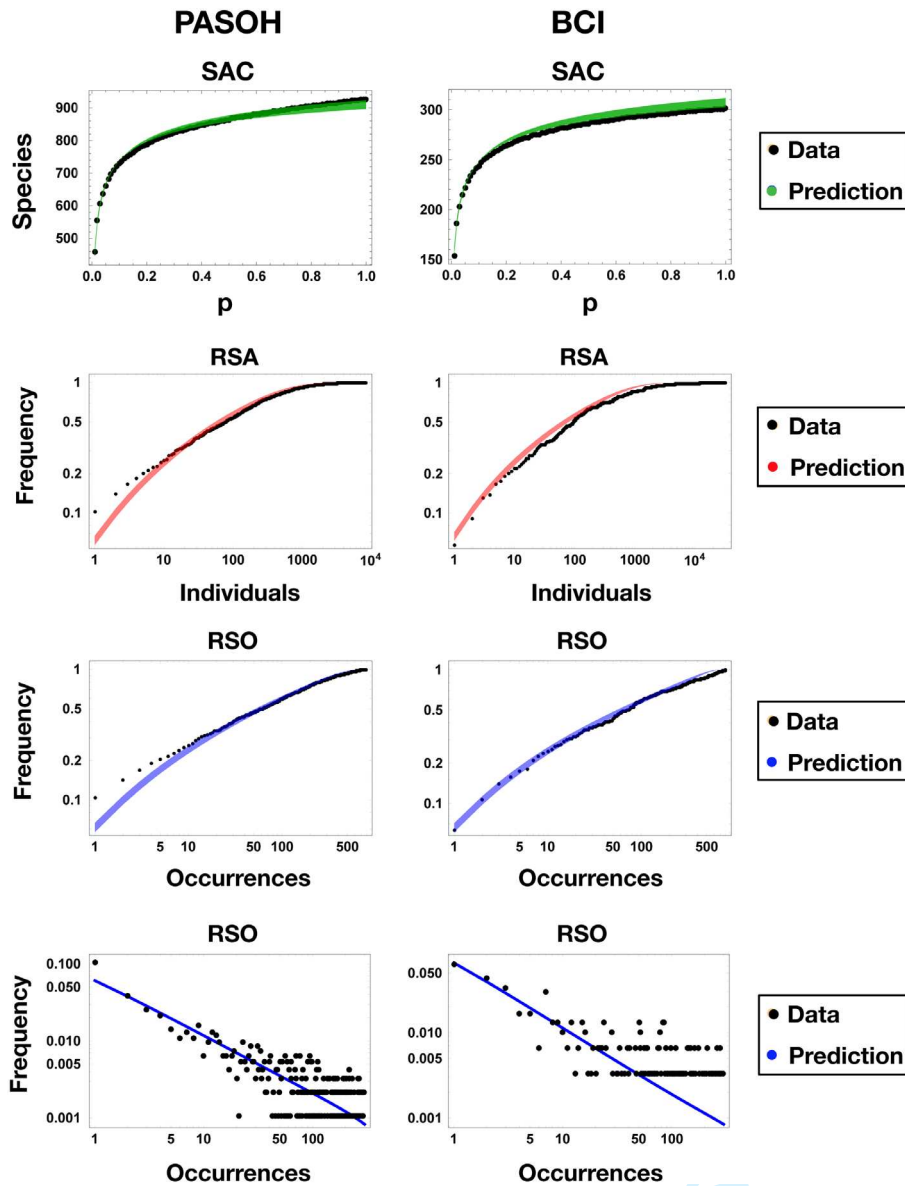 PASOH BCI
SAC SAC
Species
900
800
700
600
500
0.0 0.2 0.4 0.6 0.8 1.0
p
300
250
200
150
0.0 0.2 0.4 0.6 0.8 1.0
p
Data
Prediction
RSA RSA
Frequency
1
0.5
0.2
0.1
1 10 100 1000 10⁴
Individuals
1
0.5
0.2
0.1
1 10 100 1000 10⁴
Individuals
Data
Prediction
RSO RSO
Frequency
1
0.5
0.2
0.1
1 5 10 50 100 500
Occurrences
1
0.5
0.2
0.1
1 5 10 50 100 500
Occurrences
Data
Prediction
RSO RSO
Frequency
0.100
0.050
0.010
0.005
0.001
1 5 10 50 100
Occurrences
0.050
0.010
0.005
0.001
1 5 10 50 100
Occurrences
Data
Prediction